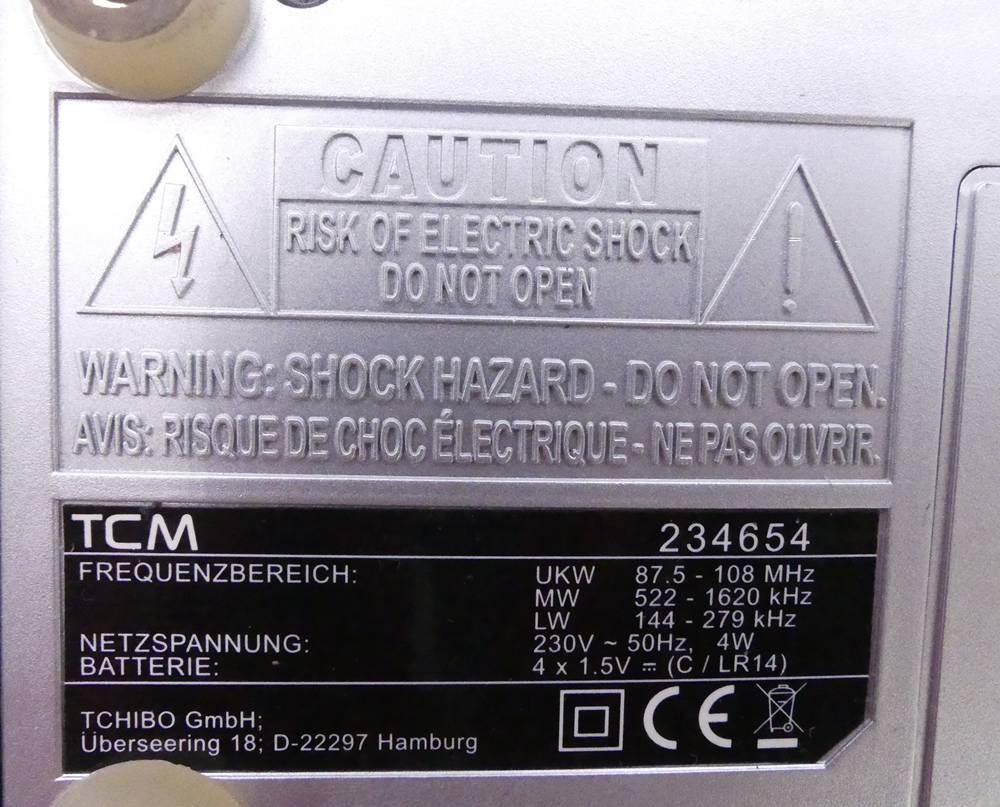 CAUTION
RISK OF ELECTRIC SHOCK
DO NOT OPEN
WARNING: SHOCK HAZARD - DO NOT OPEN.
AVIS: RISQUE DE CHOC ÉLECTRIQUE - NE PAS OUVRIR.
TCM 234654
FREQUENZBEREICH: UKW 87.5 - 108 MHz
MW 522 - 1620 kHz
LW 144 - 279 kHz
NETZSPANNUNG: 230V ~ 50Hz, 4W
BATTERIE: 4 x 1.5V ⎓ (C / LR14)
TCHIBO GmbH;
Überseering 18; D-22297 Hamburg
CE